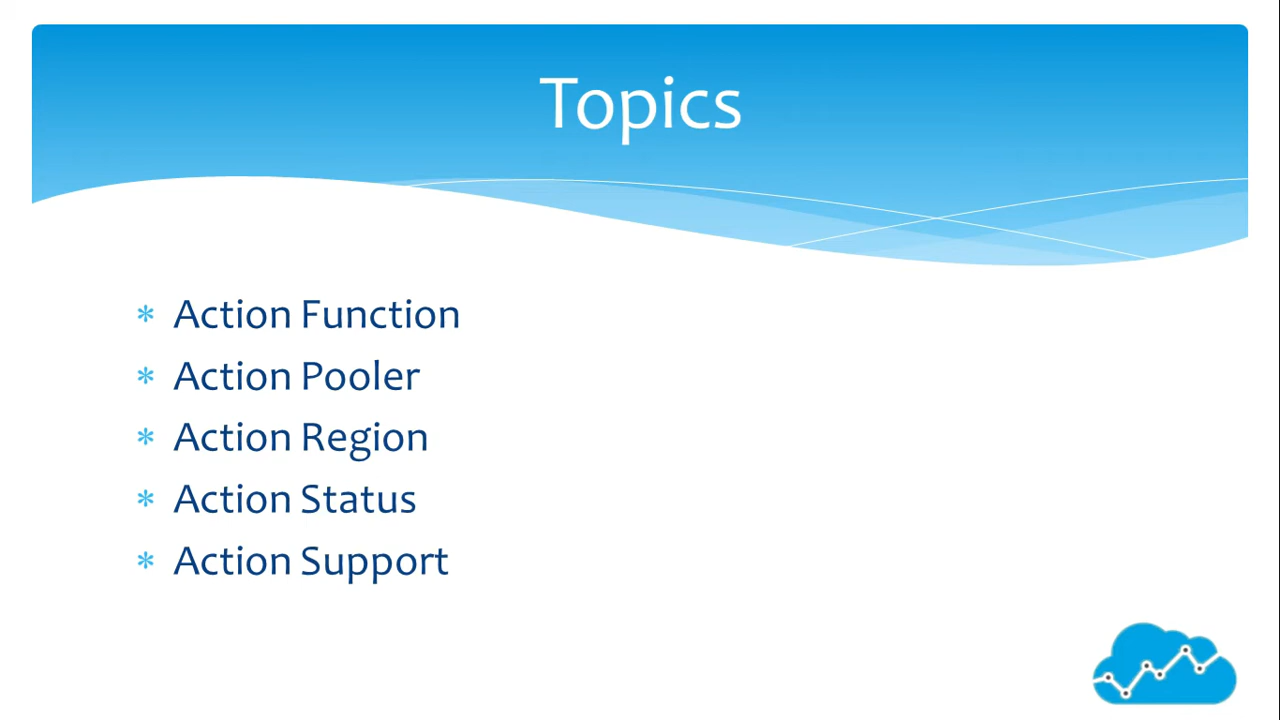 Topics
* Action Function
* Action Pooler
* Action Region
* Action Status
* Action Support